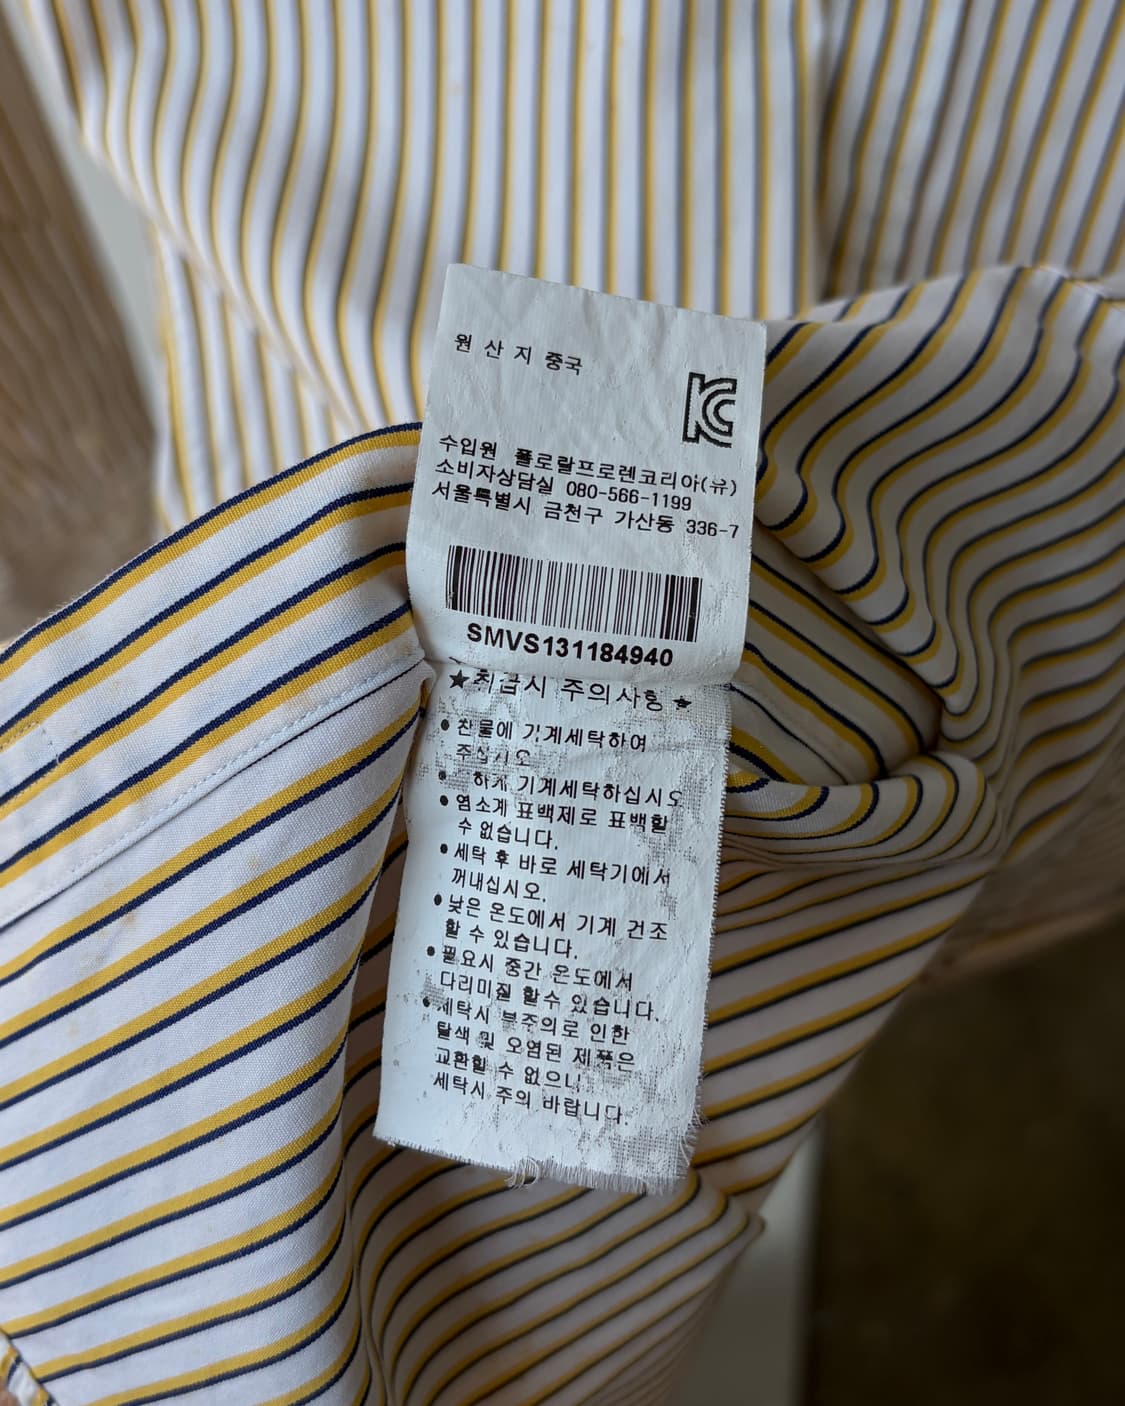 원 산 지 중국
KC
수입원 폴로랄프로렌코리아(유)
소비자상담실 080-566-1199
서울특별시 금천구 가산동 336-7
SMVS131184940
★취급시 주의사항★
● 찬물에 기계세탁하여
주십시오
하게 기계세탁하십시오
● 염소계 표백제로 표백할
수 없습니다.
● 세탁 후 바로 세탁기에서
꺼내십시오.
● 낮은 온도에서 기계 건조
할 수 있습니다.
● 필요시 중간 온도에서
다리미질 할수 있습니다.
● 세탁시 부주의로 인한
탈색 및 오염된 제품은
교환할 수 없으니
세탁시 주의 바랍니다.